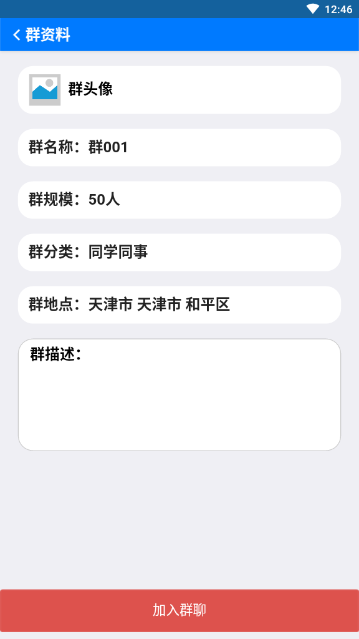 12:46
群资料
群头像
群名称：群001
群规模：50人
群分类：同学同事
群地点：天津市 天津市 和平区
群描述：
加入群聊